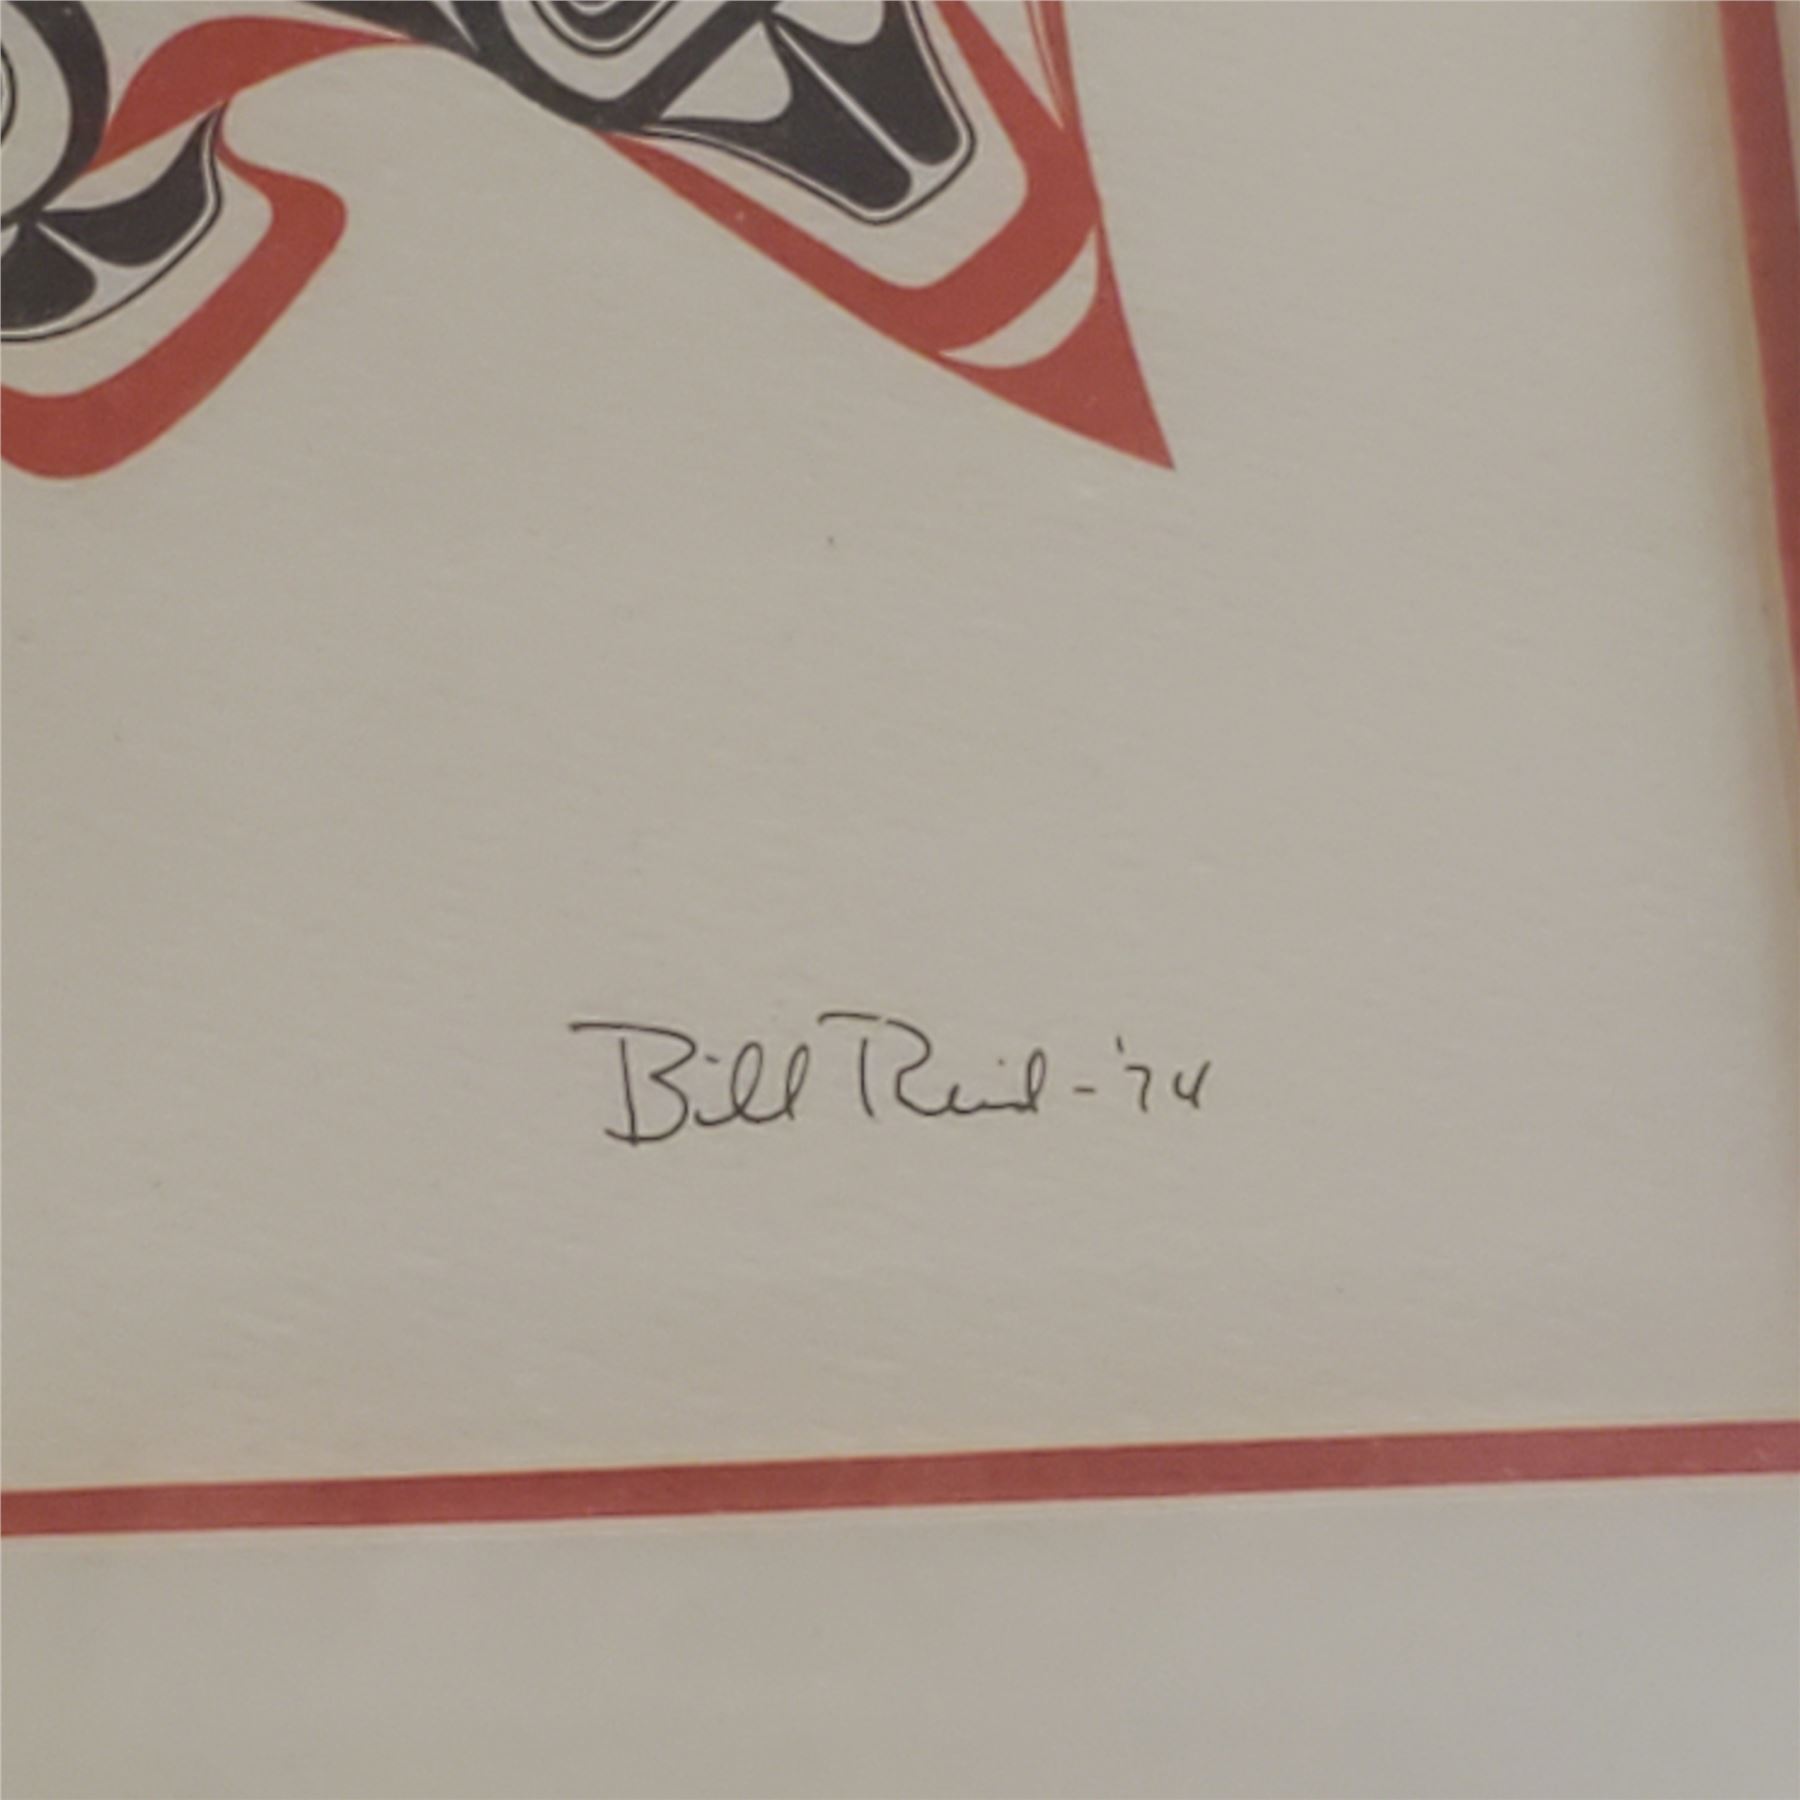 Bill Reid - '74